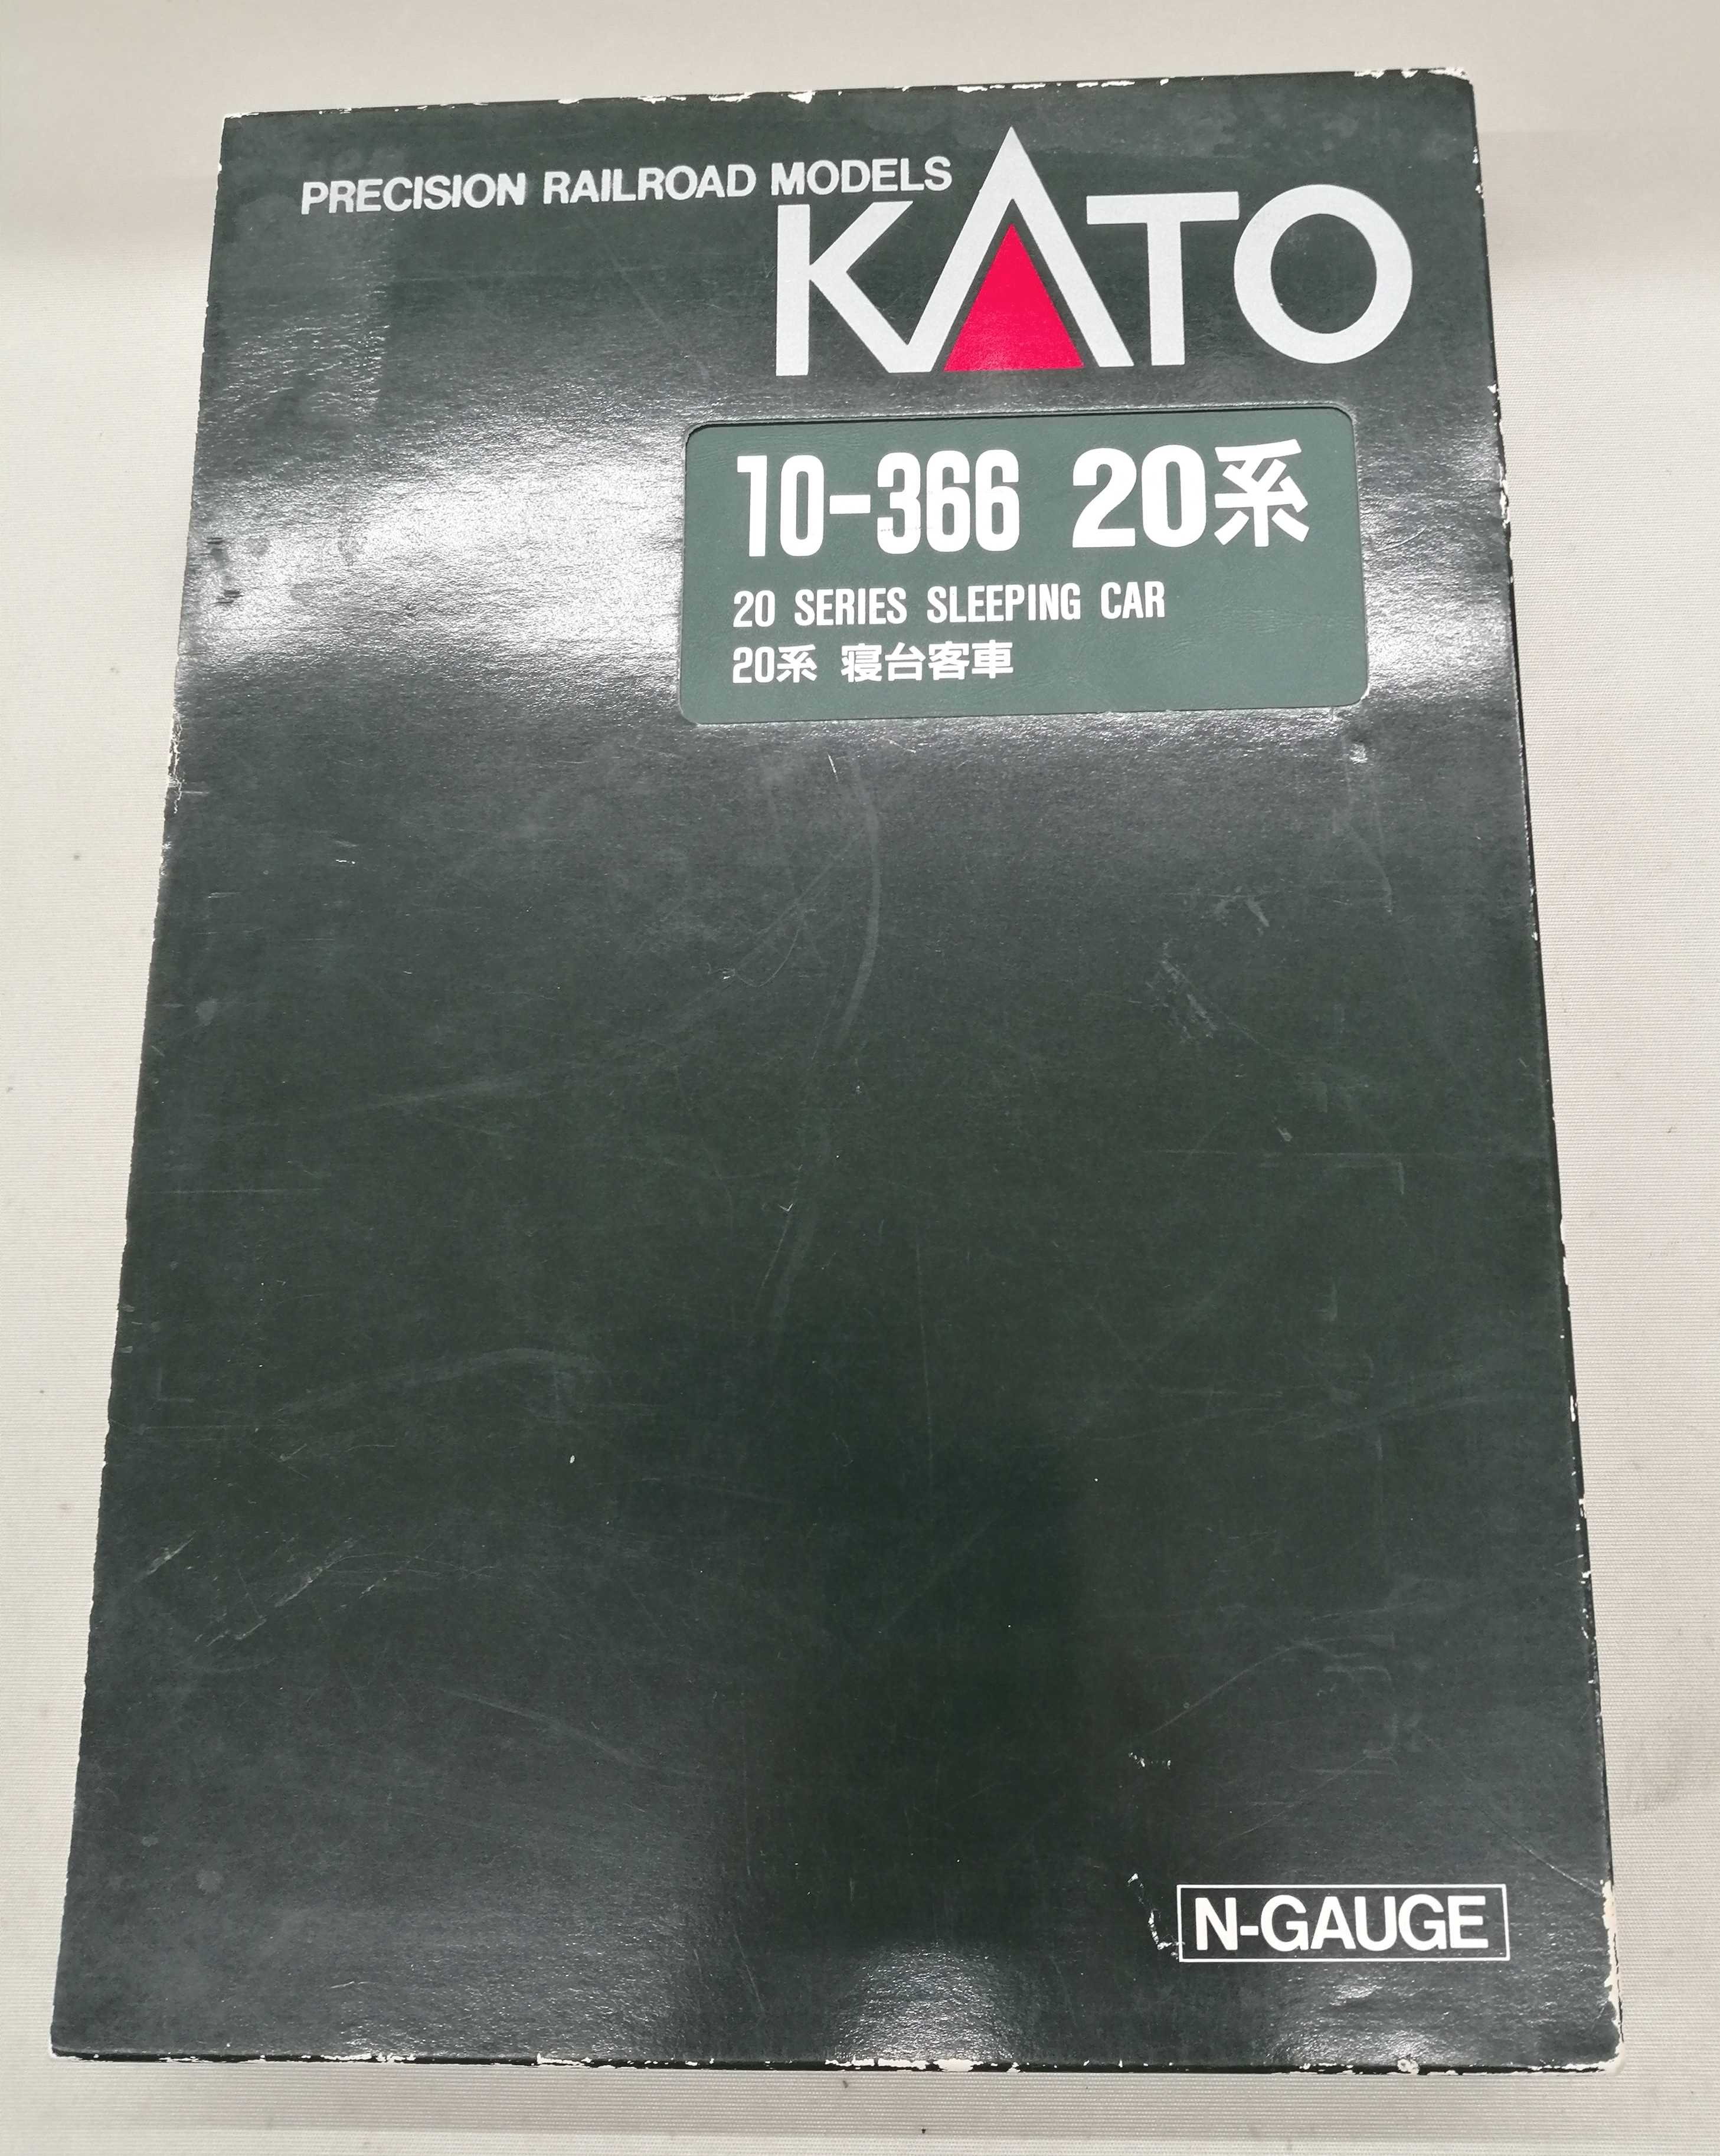 PRECISION RAILROAD MODELS
KATO
10-366 20系
20 SERIES SLEEPING CAR
20系 寝台客車
N-GAUGE